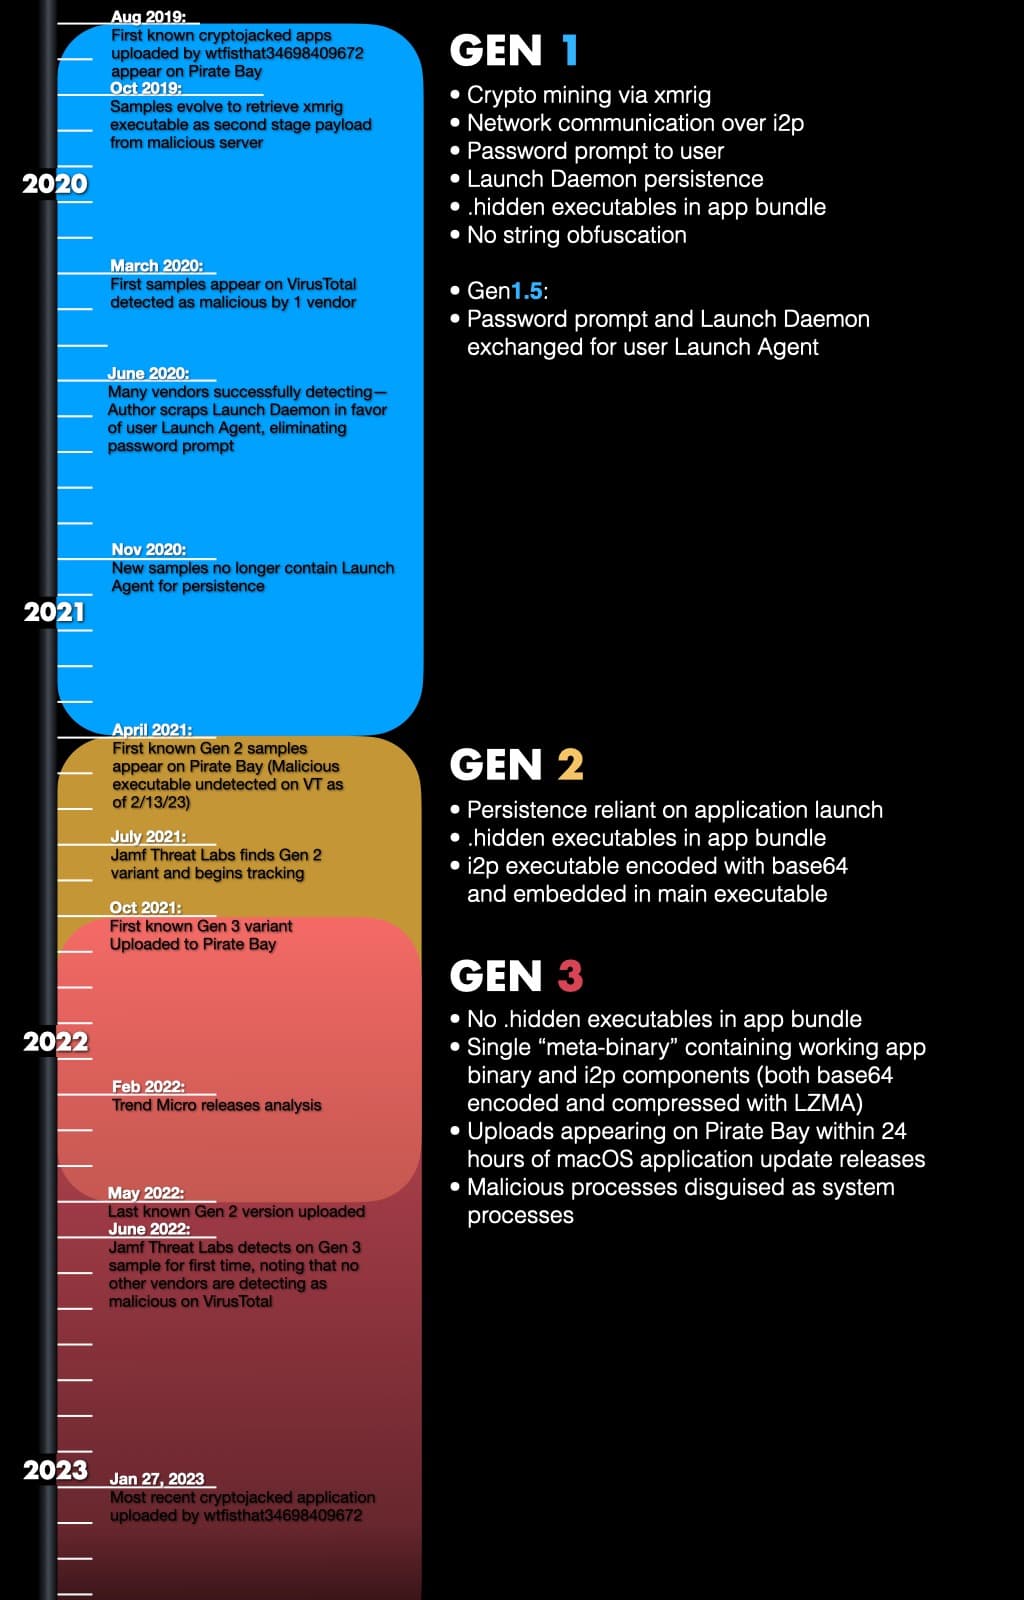 Aug 2019:
First known cryptojacked apps
uploaded by wtfisthat34698409672
appear on Pirate Bay
Oct 2019:
Samples evolve to retrieve xmrig
executable as second stage payload
from malicious server
2020
March 2020:
First samples appear on VirusTotal
detected as malicious by 1 vendor
June 2020:
Many vendors successfully detecting—
Author scraps Launch Daemon in favor
of user Launch Agent, eliminating
password prompt
Nov 2020:
New samples no longer contain Launch
Agent for persistence
2021
GEN 1
• Crypto mining via xmrig
• Network communication over i2p
• Password prompt to user
• Launch Daemon persistence
• .hidden executables in app bundle
• No string obfuscation
• Gen1.5:
• Password prompt and Launch Daemon
exchanged for user Launch Agent
April 2021:
First known Gen 2 samples
appear on Pirate Bay (Malicious
executable undetected on VT as
of 2/13/23)
July 2021:
Jamf Threat Labs finds Gen 2
variant and begins tracking
GEN 2
• Persistence reliant on application launch
• .hidden executables in app bundle
• i2p executable encoded with base64
and embedded in main executable
Oct 2021:
First known Gen 3 variant
Uploaded to Pirate Bay
2022
Feb 2022:
Trend Micro releases analysis
May 2022:
Last known Gen 2 version uploaded
June 2022:
Jamf Threat Labs detects on Gen 3
sample for first time, noting that no
other vendors are detecting as
malicious on VirusTotal
2023
Jan 27, 2023
Most recent cryptojacked application
uploaded by wtfisthat34698409672
GEN 3
• No .hidden executables in app bundle
• Single “meta-binary” containing working app
binary and i2p components (both base64
encoded and compressed with LZMA)
• Uploads appearing on Pirate Bay within 24
hours of macOS application update releases
• Malicious processes disguised as system
processes